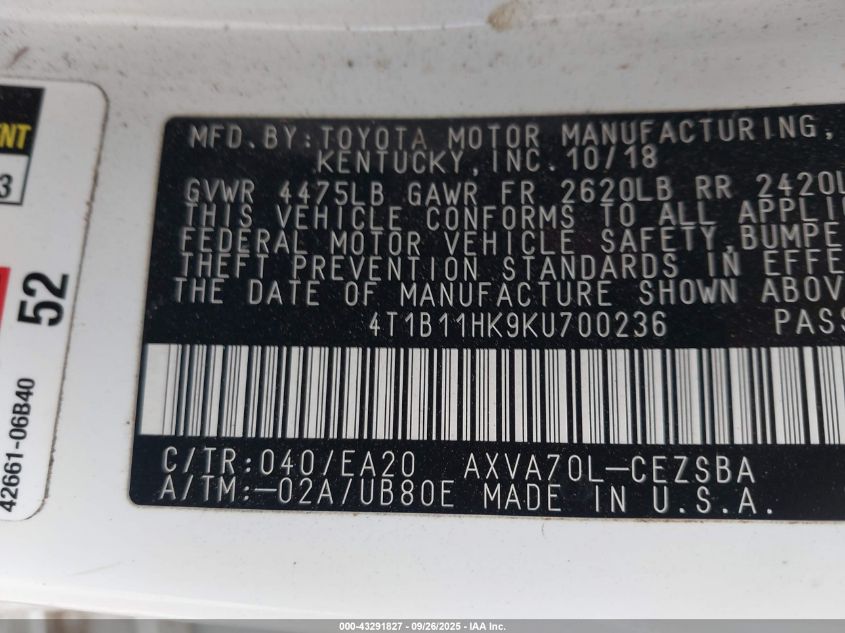 ENT
3
52
42661-06B40
MFD.BY:TOYOTA MOTOR MANUFACTURING,
KENTUCKY,INC.10/18
GVWR 4475LB GAWR FR 2620LB RR 2420L
THIS VEHICLE CONFORMS TO ALL APPLI
FEDERAL MOTOR VEHICLE SAFETY,BUMPE
THEFT PREVENTION STANDARDS IN EFFE
THE DATE OF MANUFACTURE SHOWN ABOV
4T1B11HK9KU700236 PASS
C/TR:040/EA20 AXVA70L-CEZSBA
A/TM:-02A/UB80E MADE IN U.S.A.
000-43291827 - 09/26/2025 - IAA Inc.